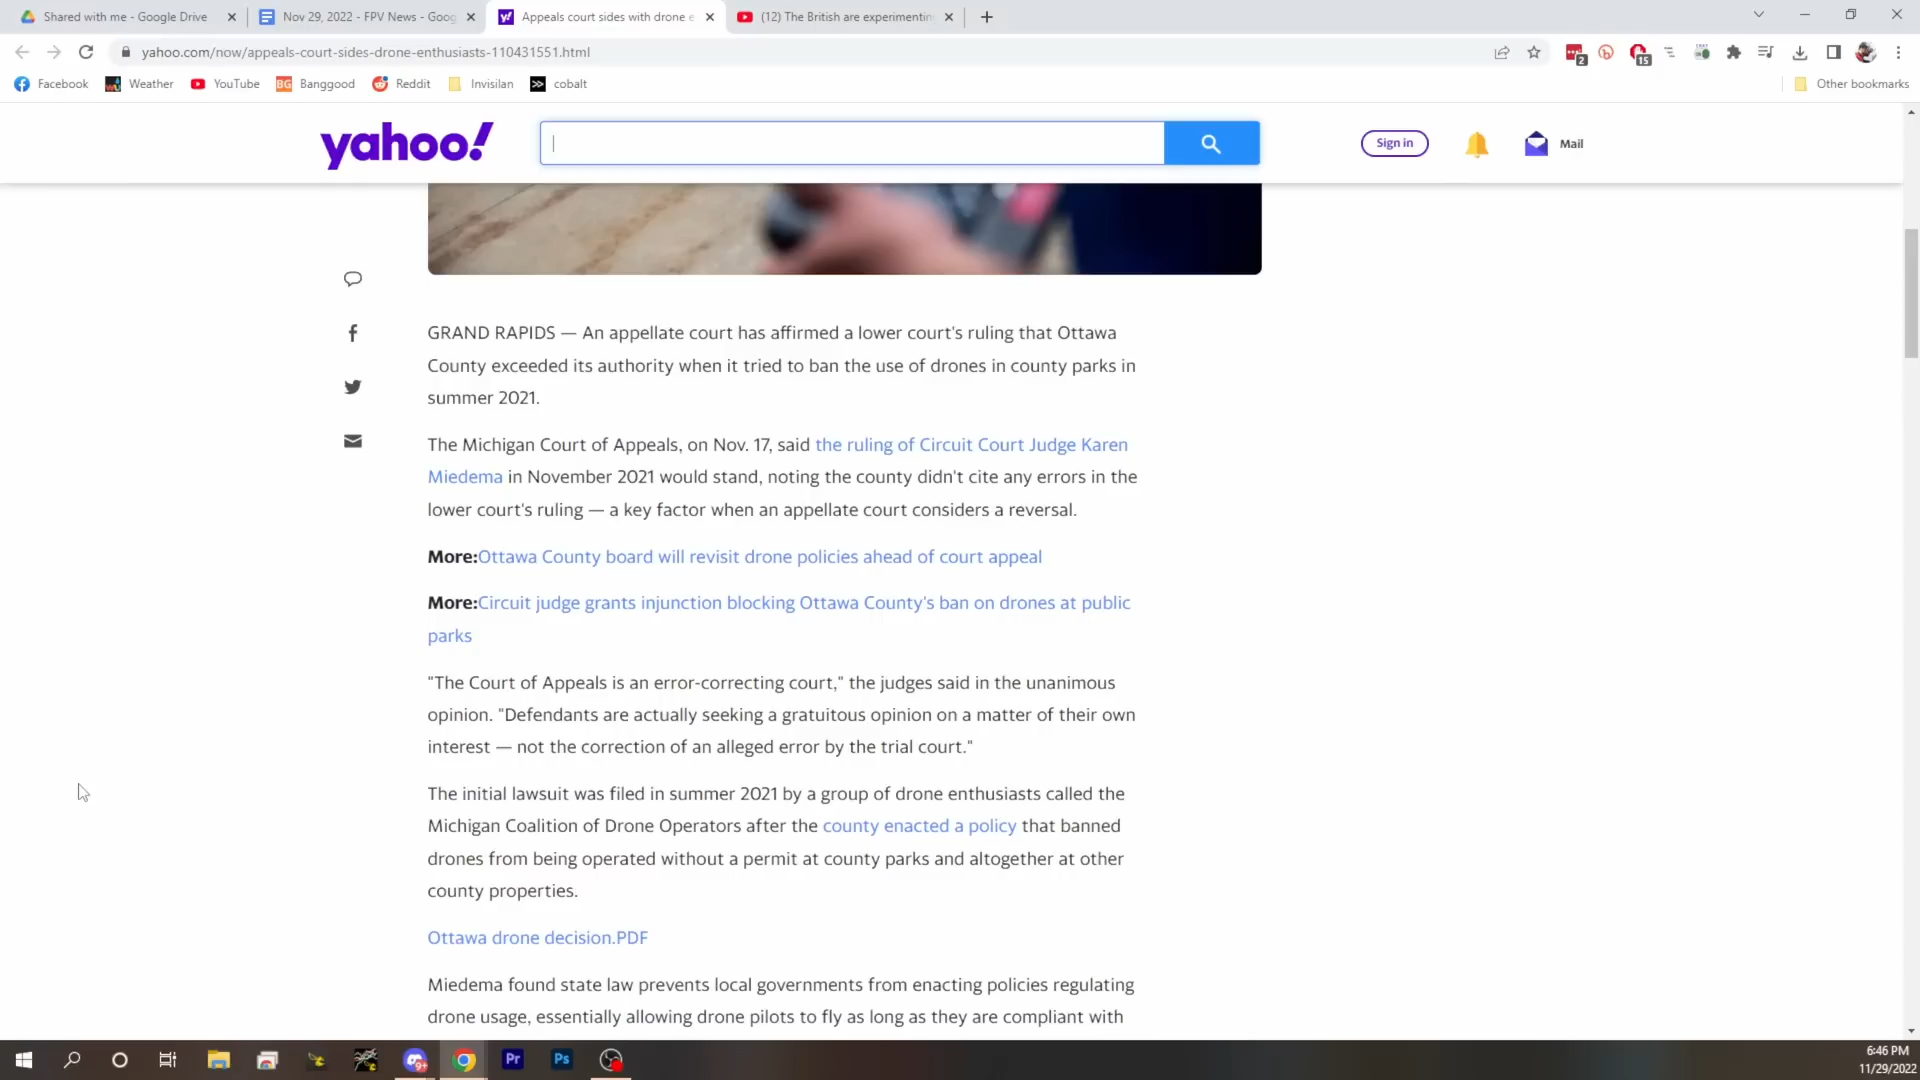 Shared with me - Google Drive
Nov 29, 2022 - FPV News - Goog
Appeals court sides with drone e
(12) The British are experimentin
yahoo.com/now/appeals-court-sides-drone-enthusiasts-110431551.html
2
15
Facebook
Weather
YouTube
BG
Banggood
Reddit
Invisilan
cobalt
Other bookmarks
yahoo!
Sign in
Mail
GRAND RAPIDS — An appellate court has affirmed a lower court's ruling that Ottawa
County exceeded its authority when it tried to ban the use of drones in county parks in
summer 2021.
The Michigan Court of Appeals, on Nov. 17, said the ruling of Circuit Court Judge Karen
Miedema in November 2021 would stand, noting the county didn't cite any errors in the
lower court's ruling — a key factor when an appellate court considers a reversal.
More:Ottawa County board will revisit drone policies ahead of court appeal
More:Circuit judge grants injunction blocking Ottawa County's ban on drones at public
parks
"The Court of Appeals is an error-correcting court," the judges said in the unanimous
opinion. "Defendants are actually seeking a gratuitous opinion on a matter of their own
interest — not the correction of an alleged error by the trial court."
The initial lawsuit was filed in summer 2021 by a group of drone enthusiasts called the
Michigan Coalition of Drone Operators after the county enacted a policy that banned
drones from being operated without a permit at county parks and altogether at other
county properties.
Ottawa drone decision.PDF
Miedema found state law prevents local governments from enacting policies regulating
drone usage, essentially allowing drone pilots to fly as long as they are compliant with
9+
Pr
Ps
6:46 PM
11/29/2022